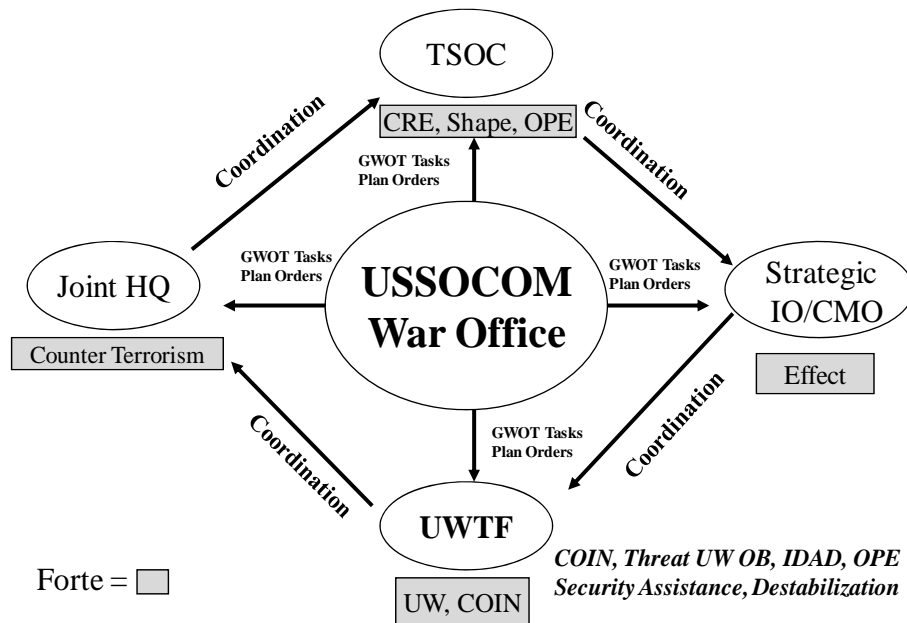 TSOC
CRE, Shape, OPE
Coordination
Coordination
GWOT Tasks
Plan Orders
Joint HQ
Counter Terrorism
GWOT Tasks
Plan Orders
USSOCOM
War Office
GWOT Tasks
Plan Orders
Strategic
IO/CMO
Effect
Coordination
Coordination
GWOT Tasks
Plan Orders
UWTF
UW, COIN
COIN, Threat UW OB, IDAD, OPE
Security Assistance, Destabilization
Forte =